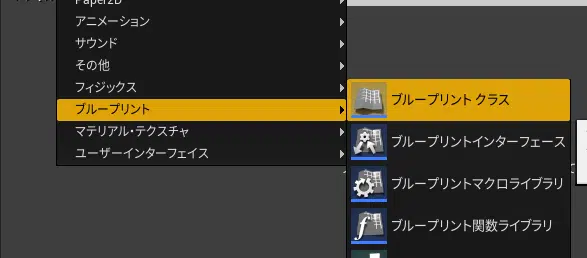 Paper2D
アニメーション
サウンド
その他
フィジックス
ブループリント
マテリアル・テクスチャ
ユーザーインターフェイス
ブループリント クラス
ブループリントインターフェース
ブループリントマクロライブラリ
ブループリント関数ライブラリ